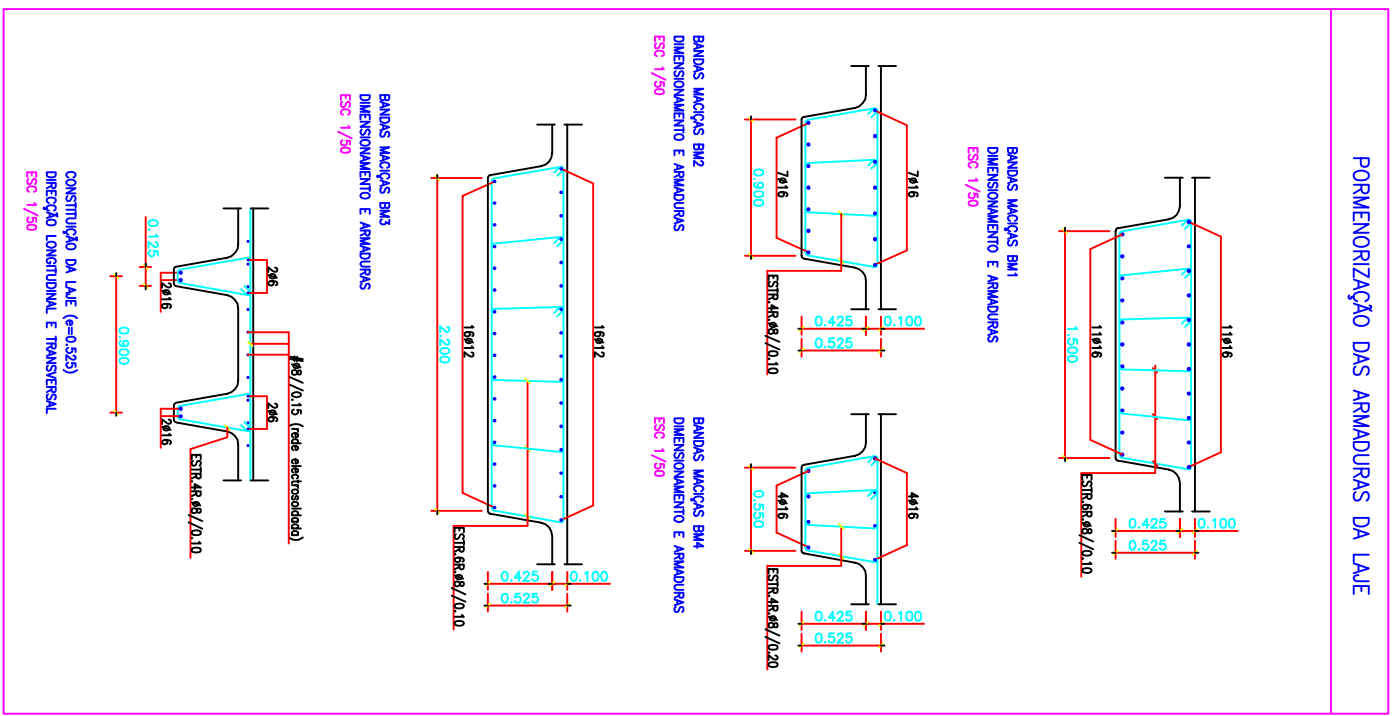 PORMENORIZAÇÃO DAS ARMADURAS DA LAJE
11Ø16
11Ø16
1.500
ESTR.6R.Ø8//0.10
0.425
0.100
0.525
BANDAS MACIÇAS BM1
DIMENSIONAMENTO E ARMADURAS
ESC 1/50
7Ø16
7Ø16
0.900
ESTR.4R.Ø8//0.10
0.425
0.100
0.525
BANDAS MACIÇAS BM2
DIMENSIONAMENTO E ARMADURAS
ESC 1/50
4Ø16
4Ø16
0.550
ESTR.4R.Ø8//0.20
0.425
0.100
0.525
BANDAS MACIÇAS BM4
DIMENSIONAMENTO E ARMADURAS
ESC 1/50
16Ø12
16Ø12
2.200
ESTR.6R.Ø8//0.10
0.425
0.100
0.525
BANDAS MACIÇAS BM3
DIMENSIONAMENTO E ARMADURAS
ESC 1/50
#Ø8//0.15 (rede electrosoldada)
2Ø6
2Ø6
2Ø16
2Ø16
ESTR.4R.Ø8//0.10
0.125
0.900
CONSTITUIÇÃO DA LAJE (e=0.525)
DIRECÇÃO LONGITUDINAL E TRANSVERSAL
ESC 1/50